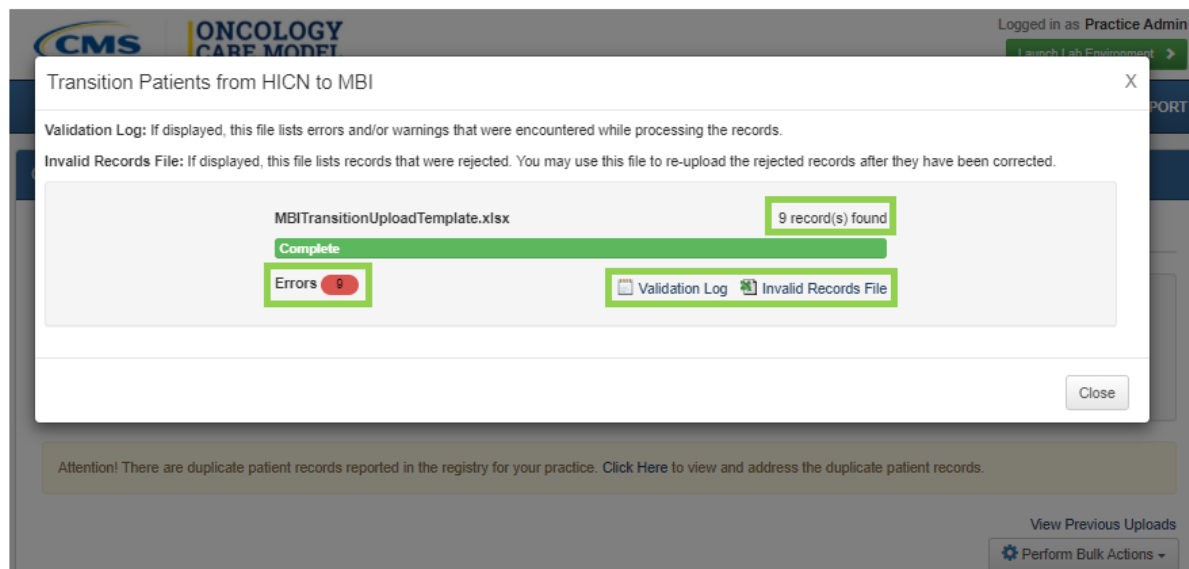 CMS
ONCOLOGY
CARE MODEL
Logged in as Practice Admin
Launch Lab Environment
PORT
Transition Patients from HICN to MBI
X
Validation Log: If displayed, this file lists errors and/or warnings that were encountered while processing the records.
Invalid Records File: If displayed, this file lists records that were rejected. You may use this file to re-upload the rejected records after they have been corrected.
MBITransitionUploadTemplate.xlsx
9 record(s) found
Complete
Errors 9
Validation Log Invalid Records File
Close
Attention! There are duplicate patient records reported in the registry for your practice. Click Here to view and address the duplicate patient records.
View Previous Uploads
Perform Bulk Actions